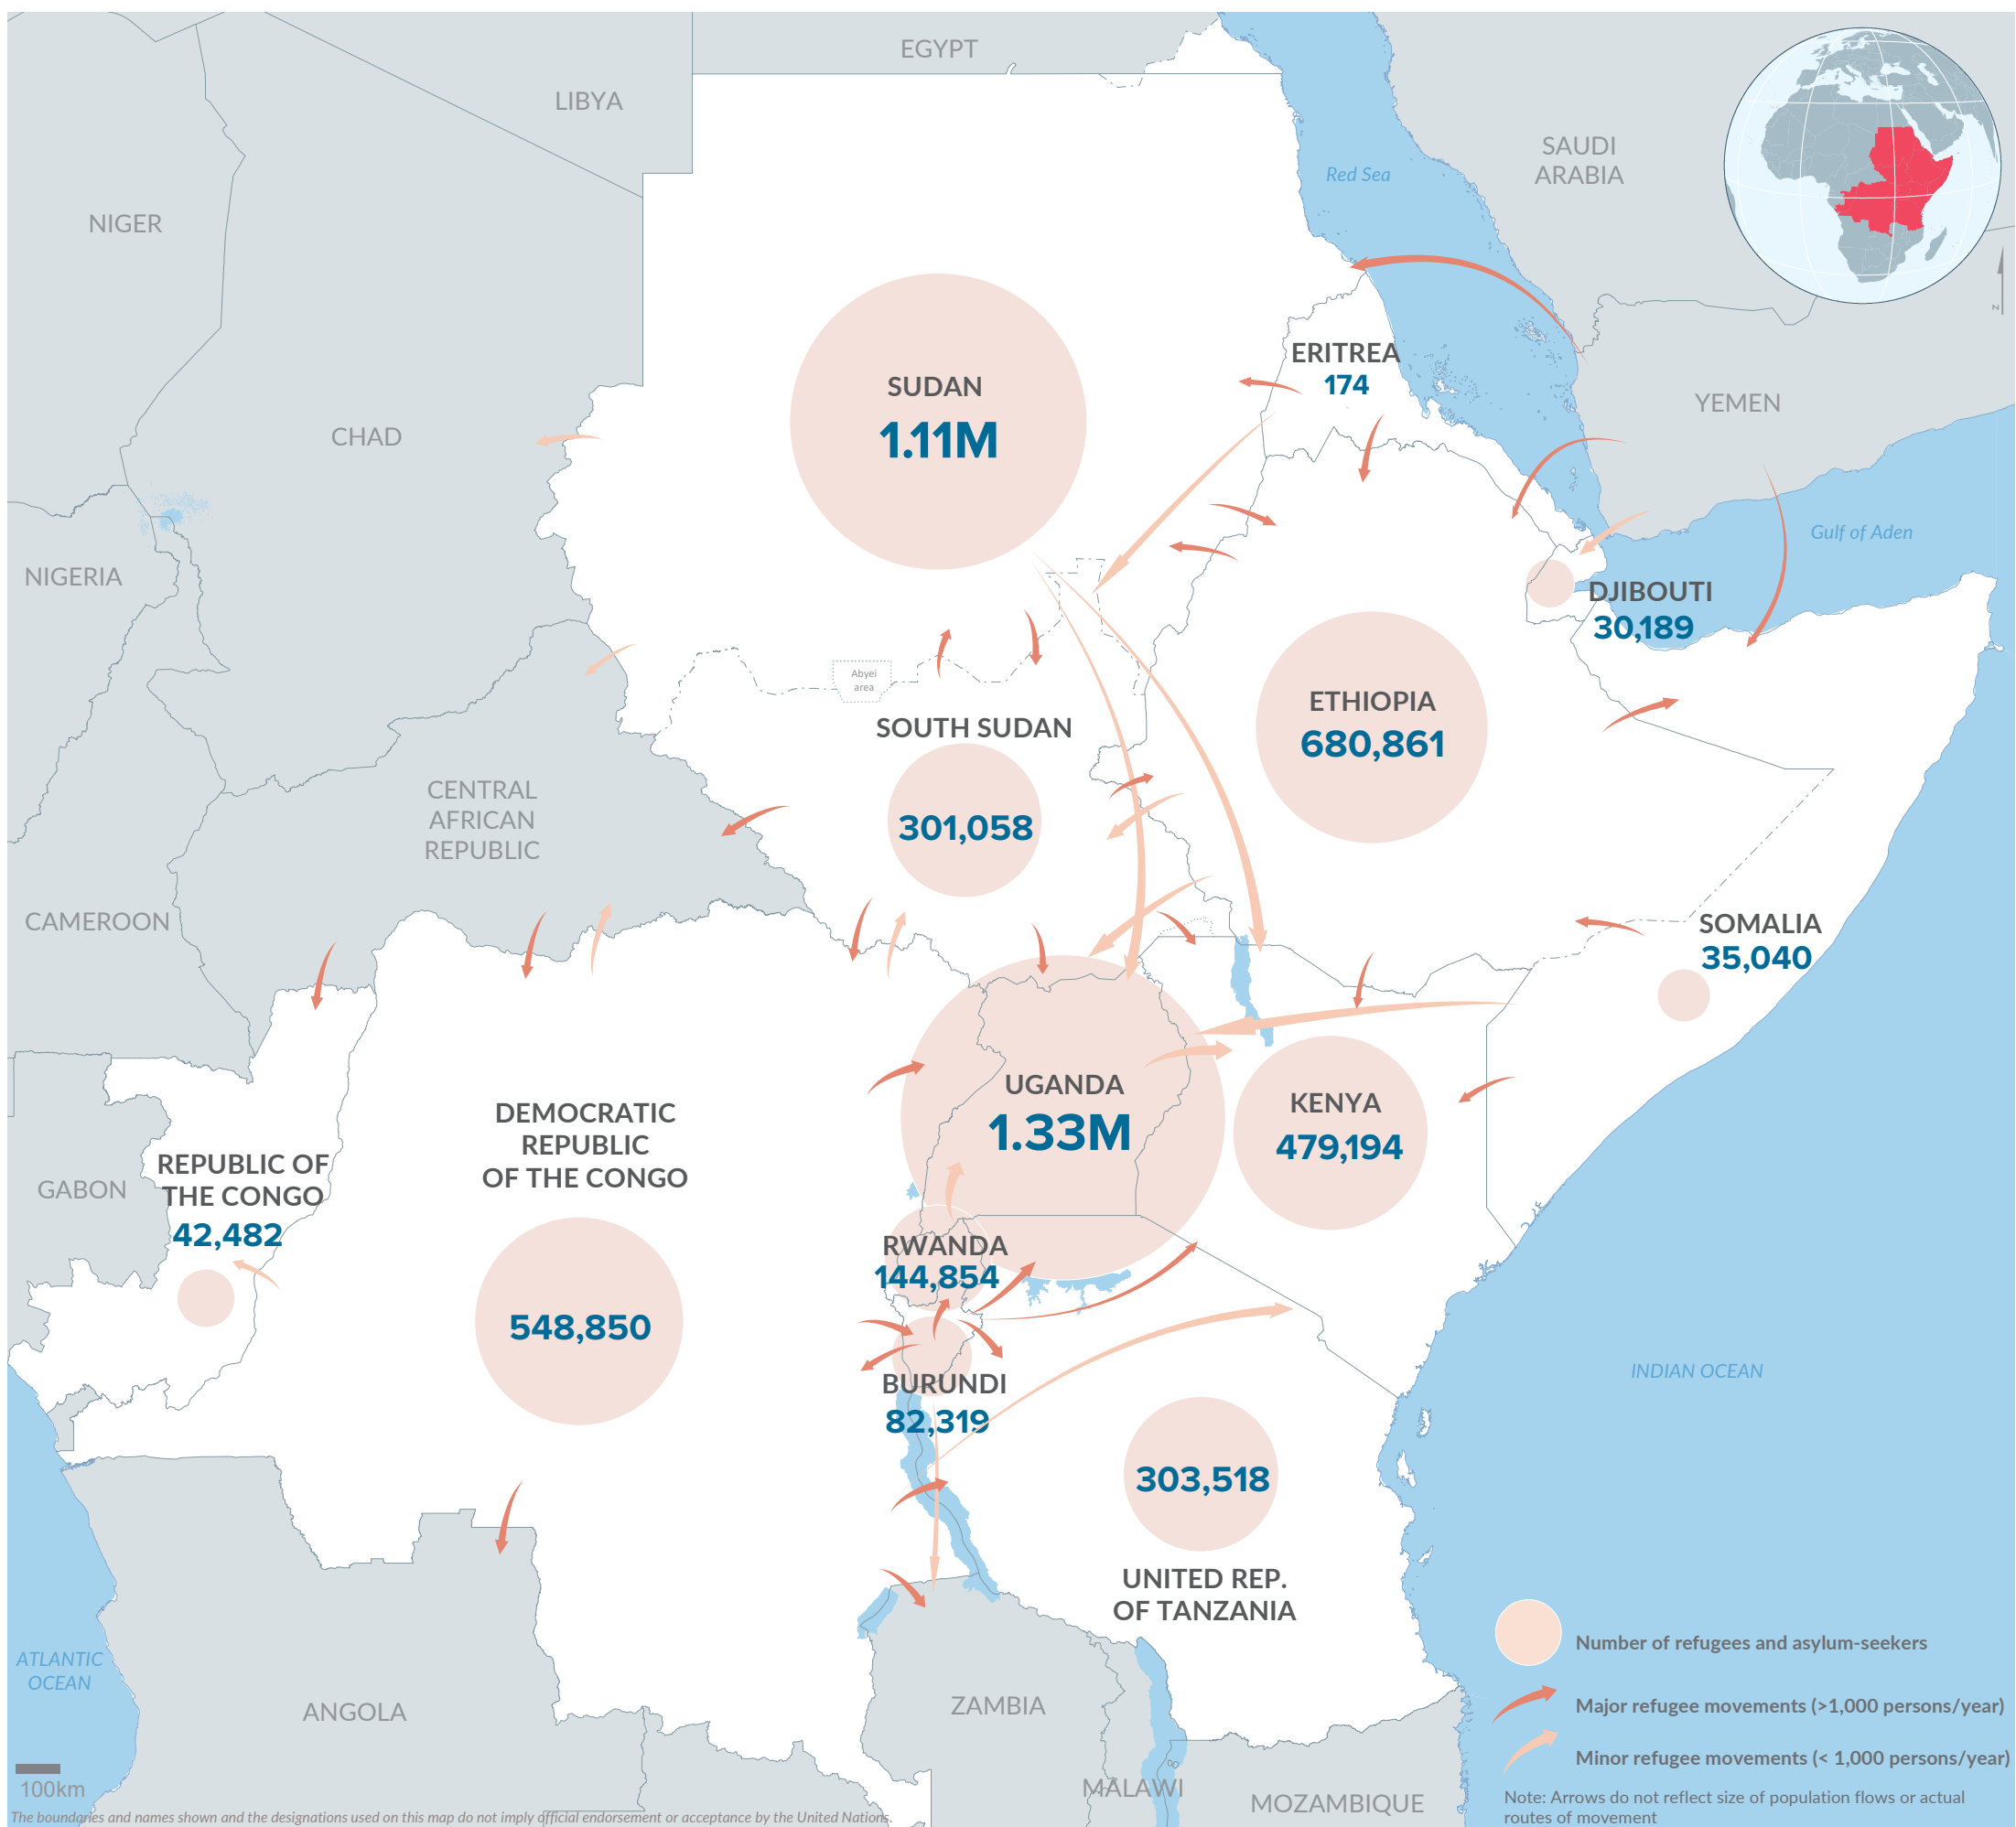 EGYPT
LIBYA
SAUDI
ARABIA
Red Sea
NIGER
N
ERITREA
174
SUDAN
1.11M
YEMEN
CHAD
Gulf of Aden
NIGERIA
DJIBOUTI
30,189
Abyei
area
ETHIOPIA
680,861
SOUTH SUDAN
301,058
CENTRAL
AFRICAN
REPUBLIC
CAMEROON
SOMALIA
35,040
UGANDA
1.33M
KENYA
479,194
DEMOCRATIC
REPUBLIC
OF THE CONGO
548,850
REPUBLIC OF
THE CONGO
42,482
GABON
RWANDA
144,854
BURUNDI
82,319
INDIAN OCEAN
303,518
UNITED REP.
OF TANZANIA
ATLANTIC
OCEAN
ANGOLA
ZAMBIA
MALAWI
MOZAMBIQUE
Number of refugees and asylum-seekers
Major refugee movements (>1,000 persons/year)
Minor refugee movements (< 1,000 persons/year)
Note: Arrows do not reflect size of population flows or actual
routes of movement
100km
The boundaries and names shown and the designations used on this map do not imply official endorsement or acceptance by the United Nations.